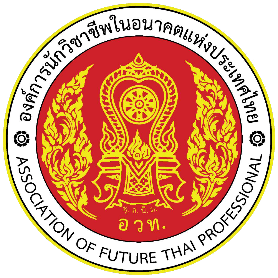 องค์การนักวิชาชีพในอนาคตแห่งประเทศไทย
อ.ว.ท.
ASSOCIATION OF FUTURE THAI PROFESSIONAL